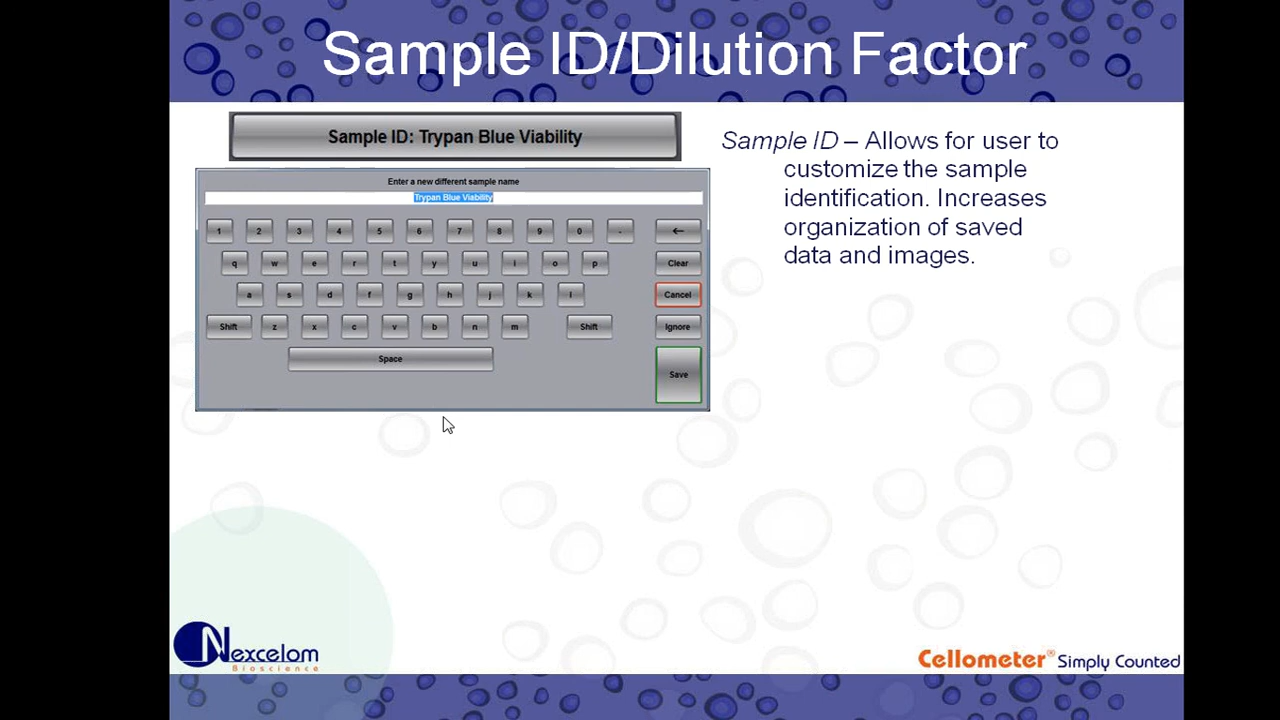 Sample ID/Dilution Factor
Sample ID: Trypan Blue Viability
Enter a new different sample name
Trypan Blue Viability
1 2 3 4 5 6 7 8 9 0 - ←
q w e r t y u i o p Clear
a s d f g h j k l Cancel
Shift z x c v b n m Shift Ignore
Space
Save
Sample ID – Allows for user to
customize the sample
identification. Increases
organization of saved
data and images.
Nexcelom
Bioscience
Cellometer® Simply Counted